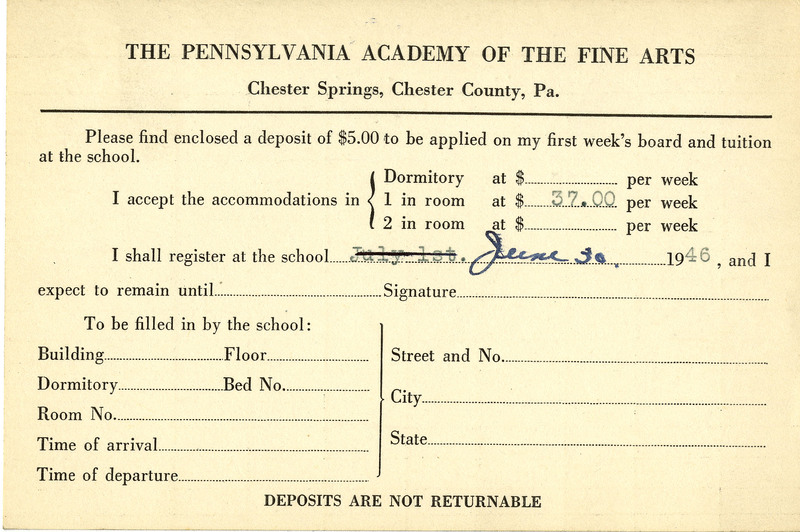 THE PENNSYLVANIA ACADEMY OF THE FINE ARTS
Chester Springs, Chester County, Pa.
Please find enclosed a deposit of $5.00 to be applied on my first week's board and tuition
at the school.
Dormitory at $ per week
I accept the accommodations in 1 in room at $ 37.00 per week
2 in room at $ per week
I shall register at the school July 1st. June 30. 1946, and I
expect to remain until Signature
To be filled in by the school:
Building Floor
Dormitory Bed No.
Room No.
Time of arrival
Time of departure
Street and No.
City
State
DEPOSITS ARE NOT RETURNABLE